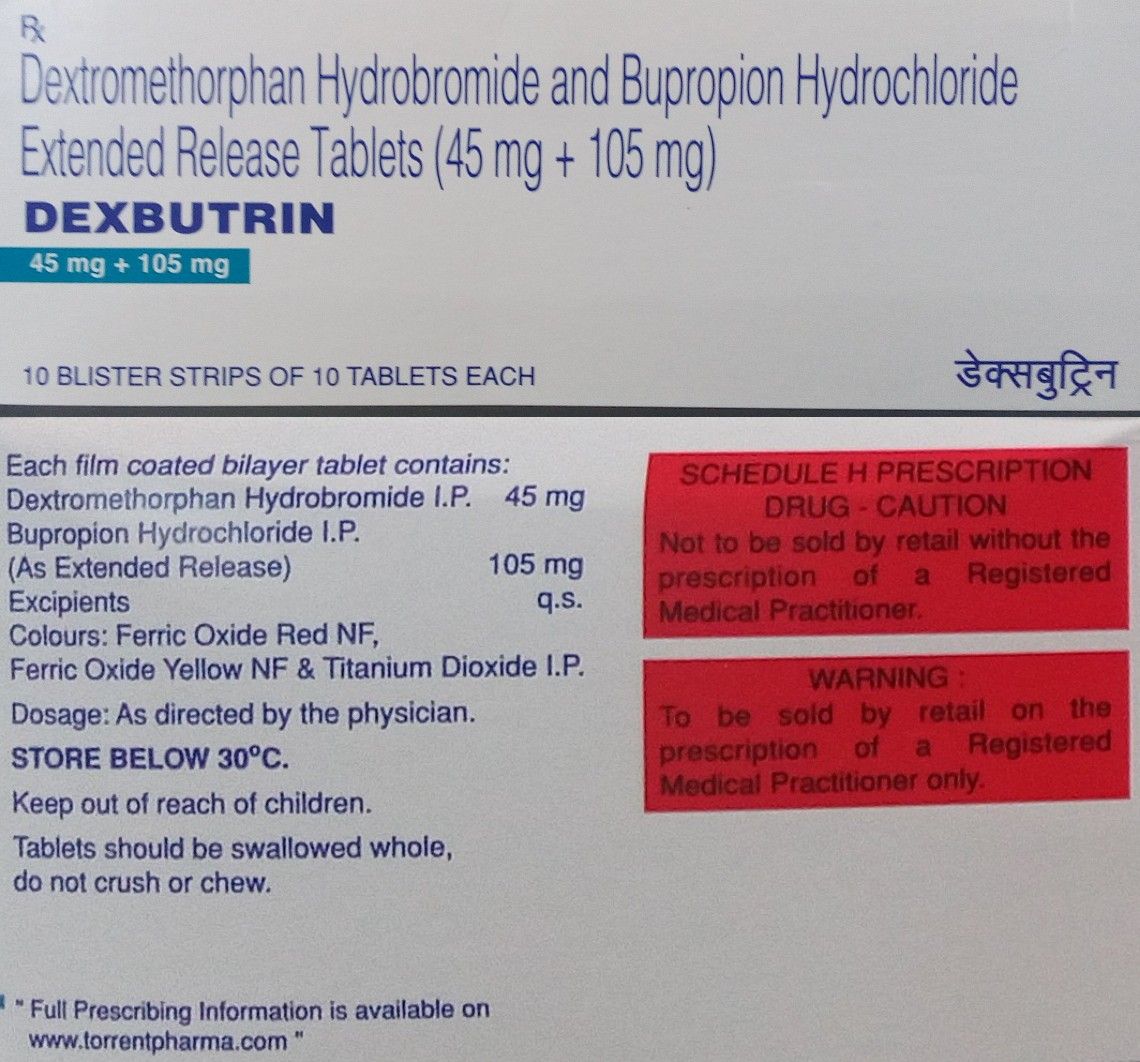 Rx
Dextromethorphan Hydrobromide and Bupropion Hydrochloride
Extended Release Tablets (45 mg + 105 mg)
DEXBUTRIN
45 mg + 105 mg
10 BLISTER STRIPS OF 10 TABLETS EACH
डेक्सबुट्रिन
Each film coated bilayer tablet contains:
Dextromethorphan Hydrobromide I.P. 45 mg
Bupropion Hydrochloride I.P.
(As Extended Release) 105 mg
Excipients q.s.
Colours: Ferric Oxide Red NF,
Ferric Oxide Yellow NF & Titanium Dioxide I.P.
Dosage: As directed by the physician.
STORE BELOW 30ºC.
Keep out of reach of children.
Tablets should be swallowed whole,
do not crush or chew.
" Full Prescribing Information is available on
www.torrentpharma.com "
SCHEDULE H PRESCRIPTION
DRUG - CAUTION
Not to be sold by retail without the
prescription of a Registered
Medical Practitioner.
WARNING :
To be sold by retail on the
prescription of a Registered
Medical Practitioner only.